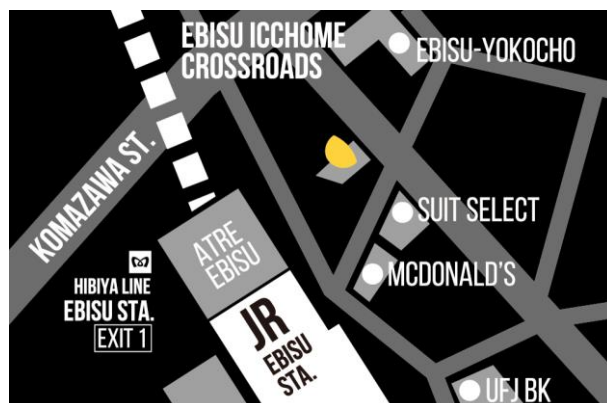 EBISU ICCHOME
CROSSROADS
EBISU-YOKOCHO
KOMAZAWA ST.
SUIT SELECT
ATRE
EBISU
MCDONALD'S
HIBIYA LINE
EBISU STA.
EXIT 1
JR
EBISU
STA.
UFJ BK